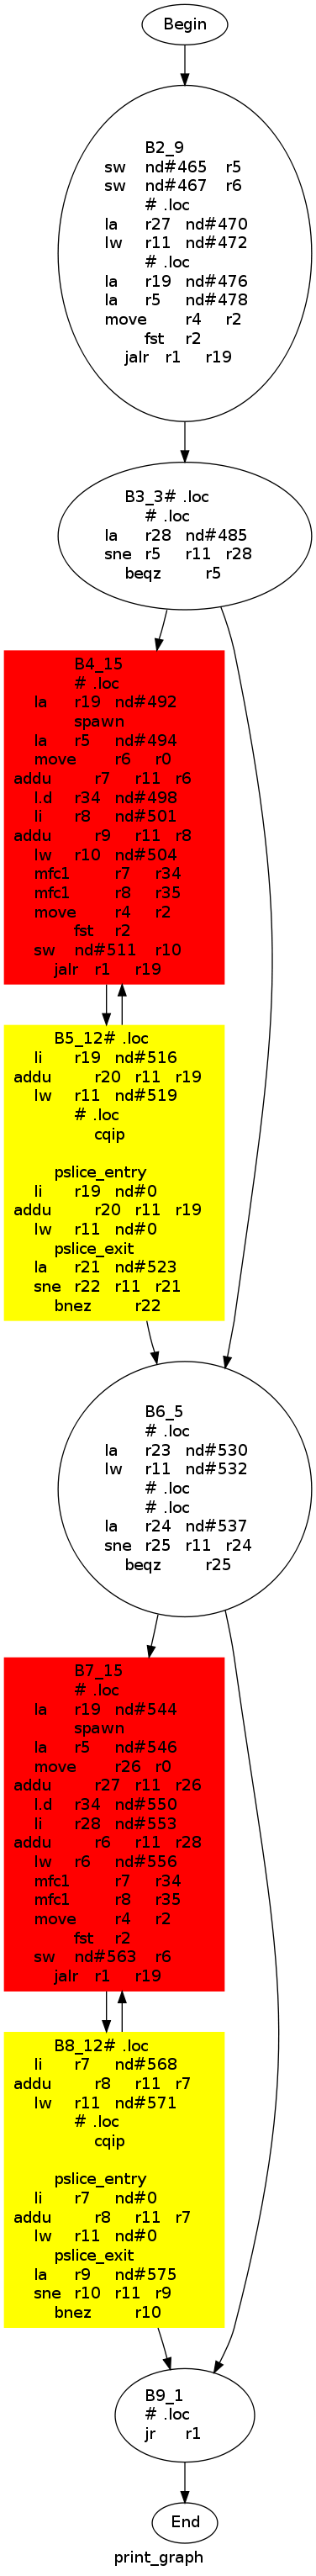 Begin
B2_9
sw nd#465 r5
sw nd#467 r6
# .loc
la r27 nd#470
lw r11 nd#472
# .loc
la r19 nd#476
la r5 nd#478
move r4 r2
fst r2
jalr r1 r19
B3_3# .loc
# .loc
la r28 nd#485
sne r5 r11 r28
beqz r5
B4_15
# .loc
la r19 nd#492
spawn
la r5 nd#494
move r6 r0
addu r7 r11 r6
l.d r34 nd#498
li r8 nd#501
addu r9 r11 r8
lw r10 nd#504
mfc1 r7 r34
mfc1 r8 r35
move r4 r2
fst r2
sw nd#511 r10
jalr r1 r19
B5_12# .loc
li r19 nd#516
addu r20 r11 r19
lw r11 nd#519
# .loc
cqip
pslice_entry
li r19 nd#0
addu r20 r11 r19
lw r11 nd#0
pslice_exit
la r21 nd#523
sne r22 r11 r21
bnez r22
B6_5
# .loc
la r23 nd#530
lw r11 nd#532
# .loc
# .loc
la r24 nd#537
sne r25 r11 r24
beqz r25
B7_15
# .loc
la r19 nd#544
spawn
la r5 nd#546
move r26 r0
addu r27 r11 r26
l.d r34 nd#550
li r28 nd#553
addu r6 r11 r28
lw r6 nd#556
mfc1 r7 r34
mfc1 r8 r35
move r4 r2
fst r2
sw nd#563 r6
jalr r1 r19
B8_12# .loc
li r7 nd#568
addu r8 r11 r7
lw r11 nd#571
# .loc
cqip
pslice_entry
li r7 nd#0
addu r8 r11 r7
lw r11 nd#0
pslice_exit
la r9 nd#575
sne r10 r11 r9
bnez r10
B9_1
# .loc
jr r1
End
print_graph